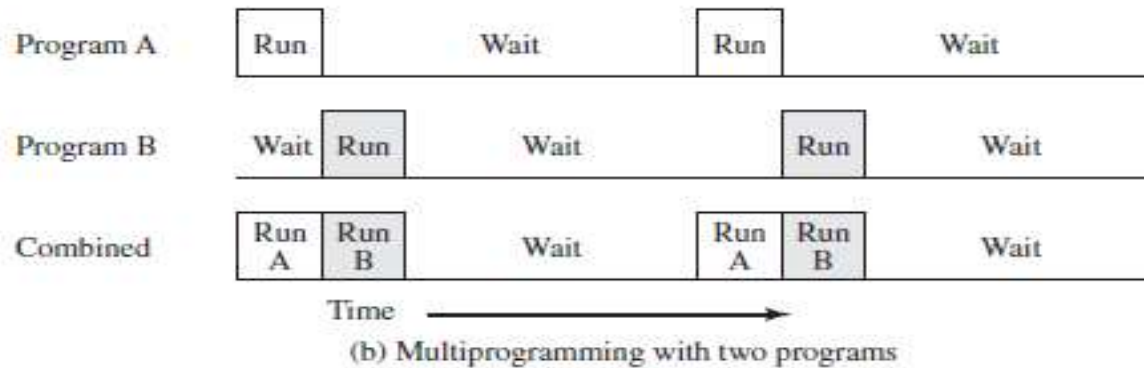 Program A Run Wait Run Wait
Program B Wait Run Wait Run Wait
Combined Run A Run B Wait Run A Run B Wait
Time
(b) Multiprogramming with two programs